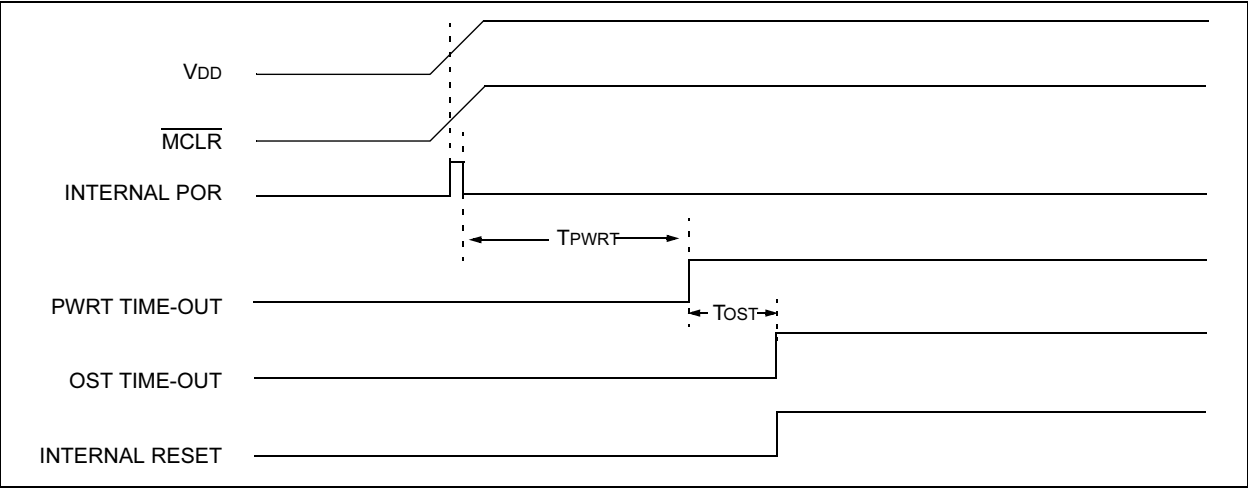 VDD
MCLR
INTERNAL POR
TPWRT
PWRT TIME-OUT
TOST
OST TIME-OUT
INTERNAL RESET